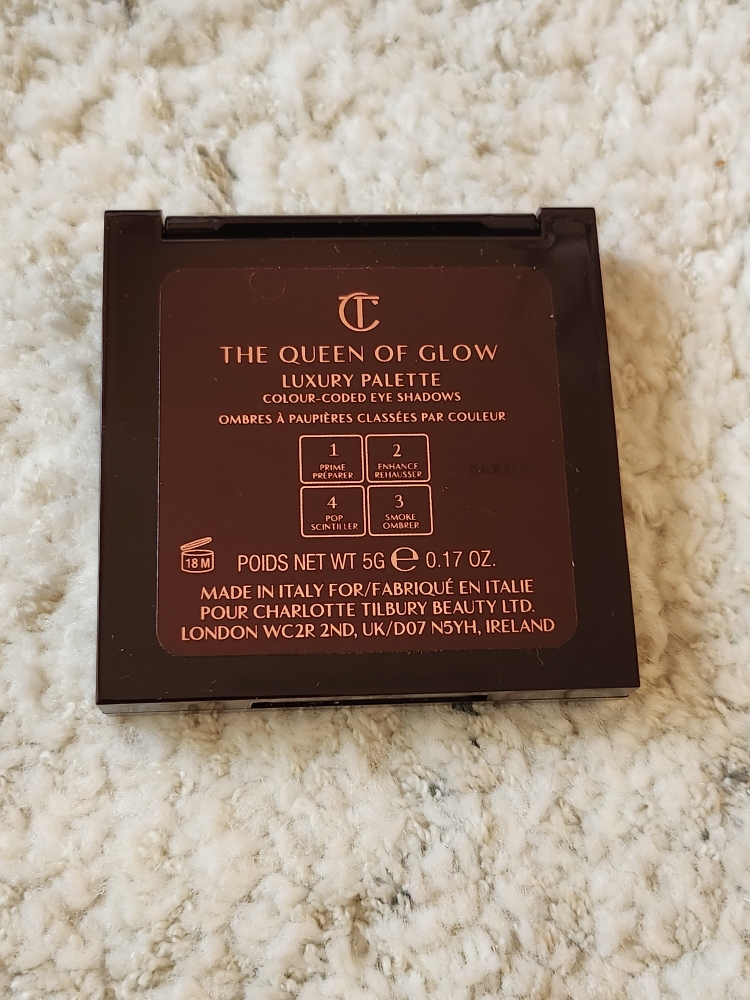 CT
THE QUEEN OF GLOW
LUXURY PALETTE
COLOUR-CODED EYE SHADOWS
OMBRES À PAUPIÈRES CLASSÉES PAR COULEUR
1 2
PRIME ENHANCE
PRÉPARER REHAUSSER
4 3
POP SMOKE
SCINTILLER OMBRER
18 M
POIDS NET WT 5G ℮ 0.17 OZ.
MADE IN ITALY FOR/FABRIQUÉ EN ITALIE
POUR CHARLOTTE TILBURY BEAUTY LTD.
LONDON WC2R 2ND, UK/D07 N5YH, IRELAND